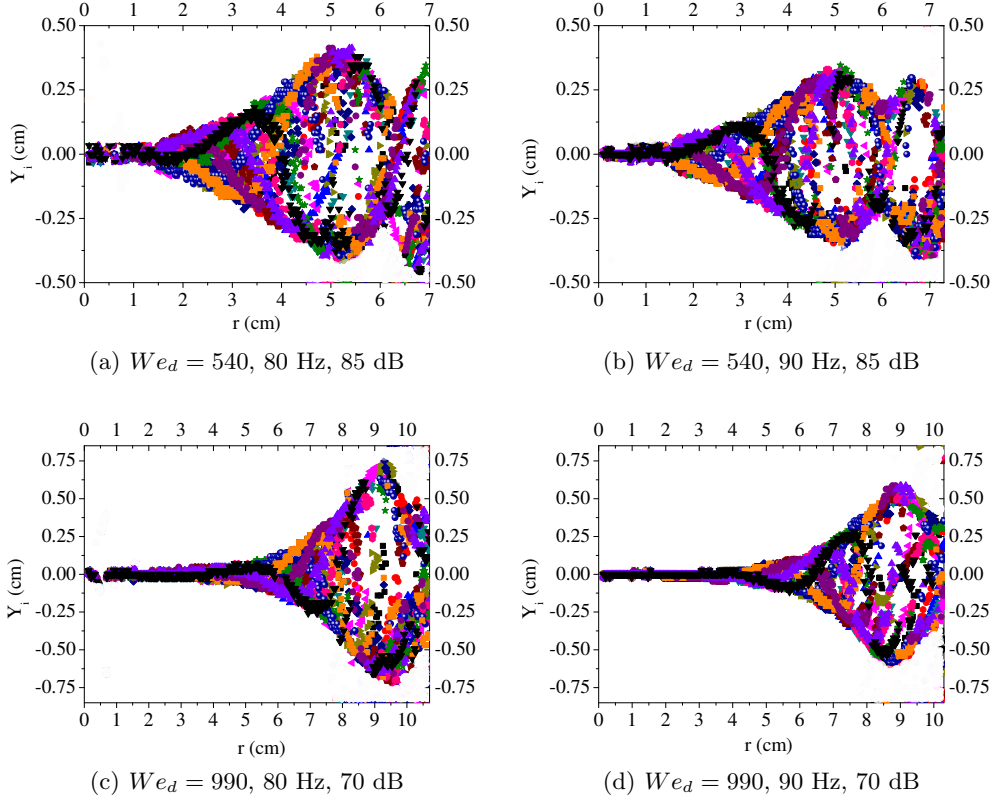 0 1 2 3 4 5 6 7
0 1 2 3 4 5 6 7
0.50 0.50 0.50 0.50
0.25 0.25 0.25 0.25
0.00 0.00 0.00 0.00
-0.25 -0.25 -0.25 -0.25
-0.50 -0.50 -0.50 -0.50
Y_i (cm) Y_i (cm)
0 1 2 3 4 5 6 7
0 1 2 3 4 5 6 7
r (cm) r (cm)
(a) We_d = 540, 80 Hz, 85 dB
(b) We_d = 540, 90 Hz, 85 dB
0 1 2 3 4 5 6 7 8 9 10
0 1 2 3 4 5 6 7 8 9 10
0.75 0.75 0.75 0.75
0.50 0.50 0.50 0.50
0.25 0.25 0.25 0.25
0.00 0.00 0.00 0.00
-0.25 -0.25 -0.25 -0.25
-0.50 -0.50 -0.50 -0.50
-0.75 -0.75 -0.75 -0.75
Y_i (cm) Y_i (cm)
0 1 2 3 4 5 6 7 8 9 10
0 1 2 3 4 5 6 7 8 9 10
r (cm) r (cm)
(c) We_d = 990, 80 Hz, 70 dB
(d) We_d = 990, 90 Hz, 70 dB